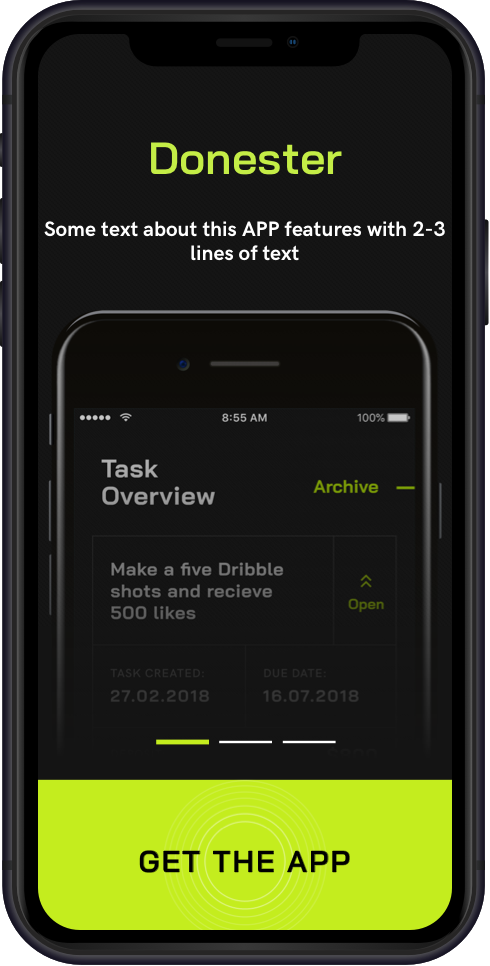 Donester
Some text about this APP features with 2-3
lines of text
8:55 AM
100%
Task
Overview
Archive
Make a five Dribble
shots and recieve
500 likes
Open
TASK CREATED:
27.02.2018
DUE DATE:
16.07.2018
GET THE APP